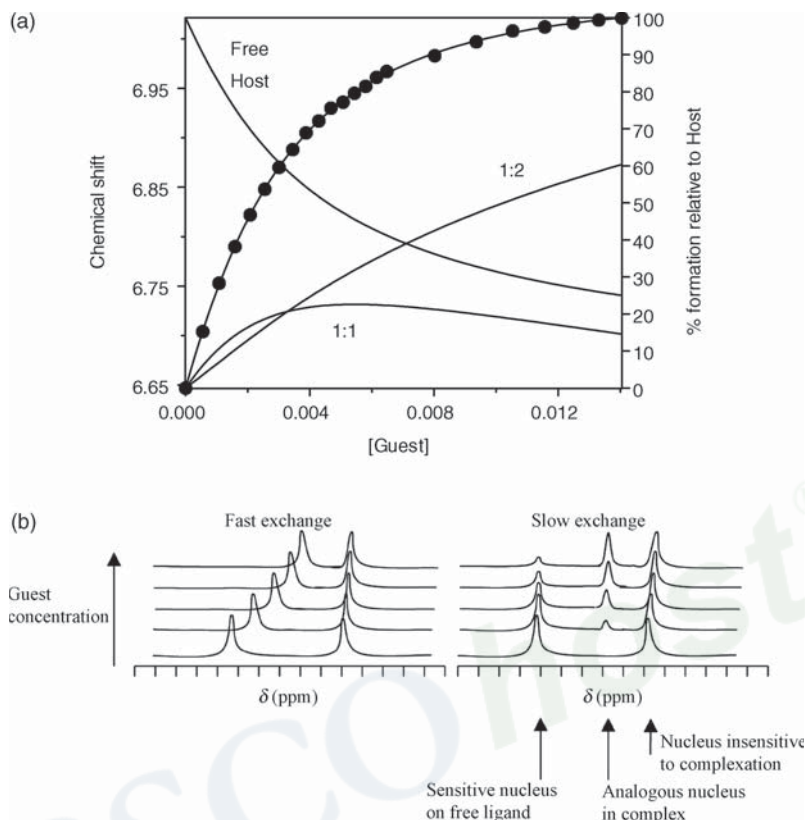 (a)
Free
Host
1:2
1:1
Chemical shift
6.95
6.85
6.75
6.65
100
90
80
70
60
50
40
30
20
10
0
% formation relative to Host
0.000
0.004
0.008
0.012
[Guest]
(b)
Fast exchange
Slow exchange
Guest
concentration
δ (ppm)
δ (ppm)
Nucleus insensitive
to complexation
Sensitive nucleus
on free ligand
Analogous nucleus
in complex
SCOhost®